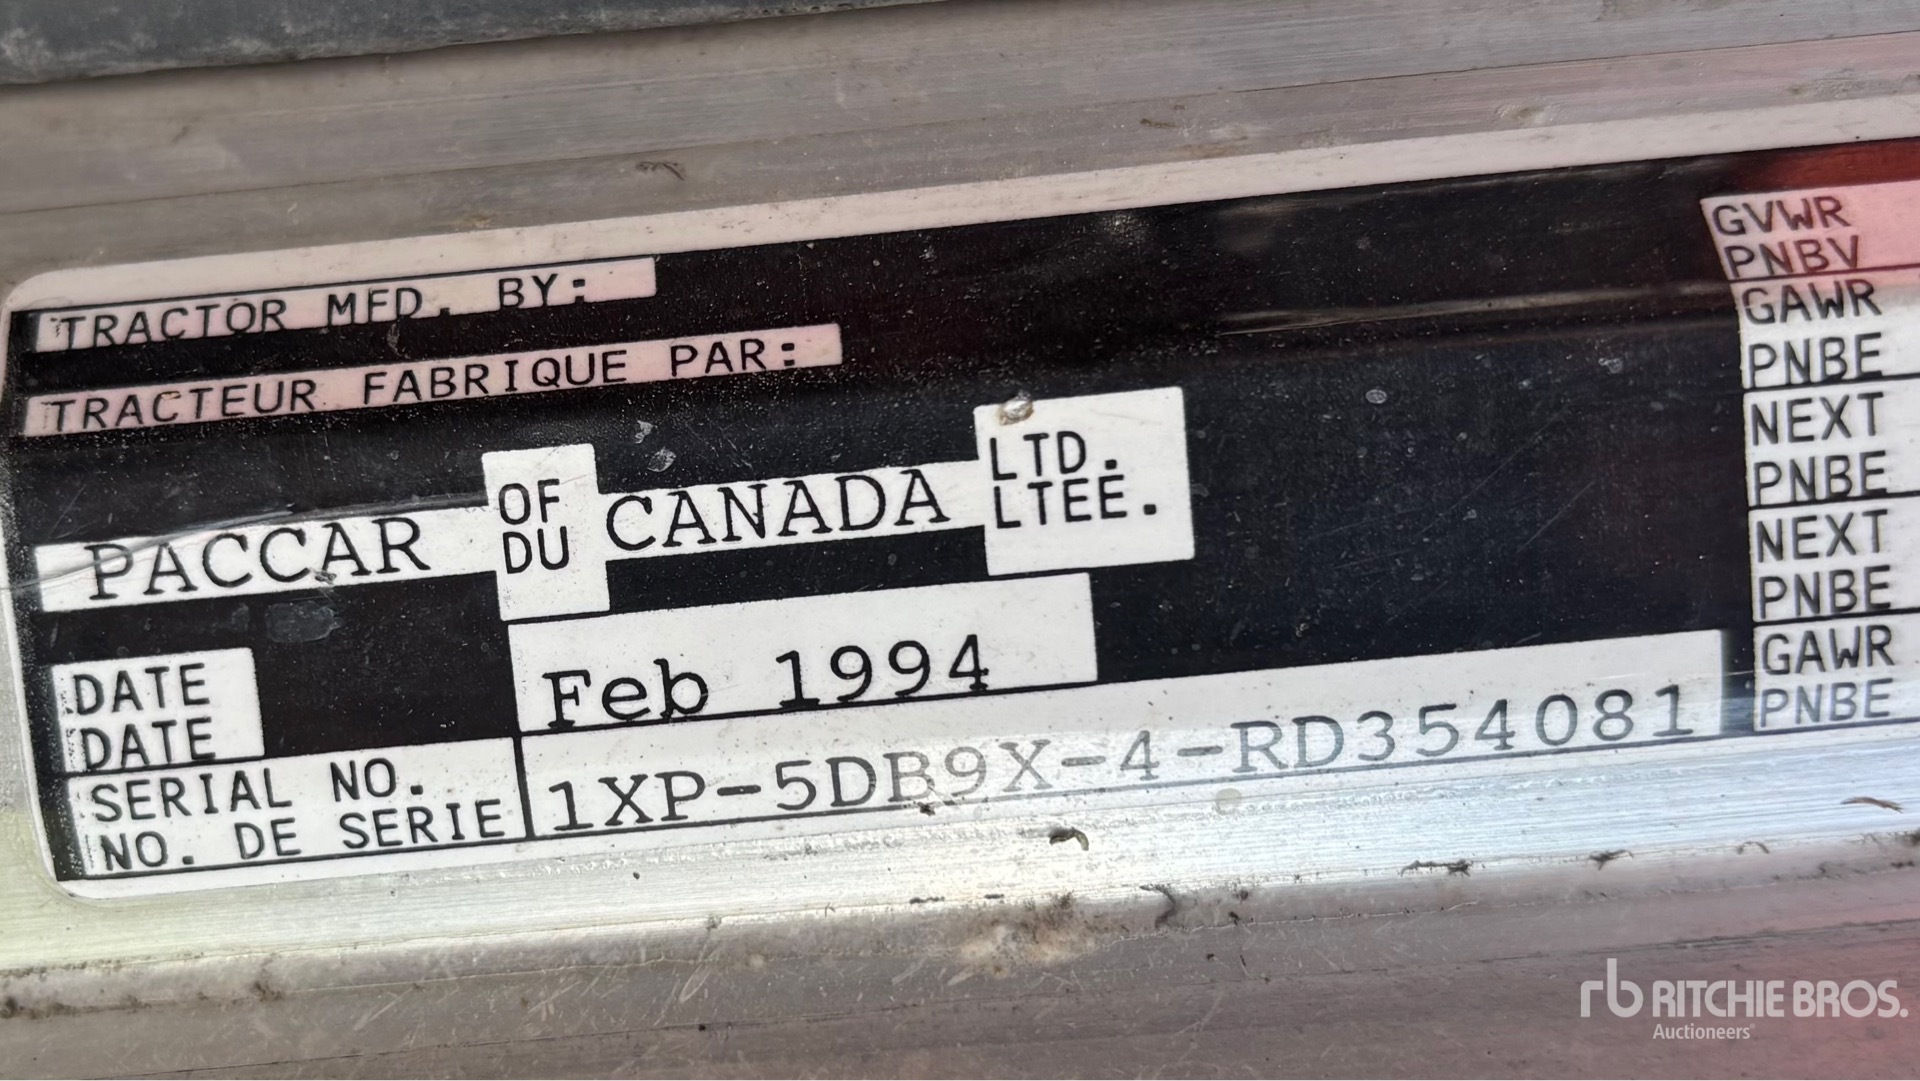 TRACTOR MFD. BY:
TRACTEUR FABRIQUE PAR:
PACCAR OF DU CANADA LTD. LTEE.
DATE
DATE
Feb 1994
SERIAL NO.
NO. DE SERIE
1XP-5DB9X-4-RD354081
GVWR
PNBV
GAWR
PNBE
NEXT
PNBE
NEXT
PNBE
GAWR
PNBE
rb RITCHIE BROS.
Auctioneers